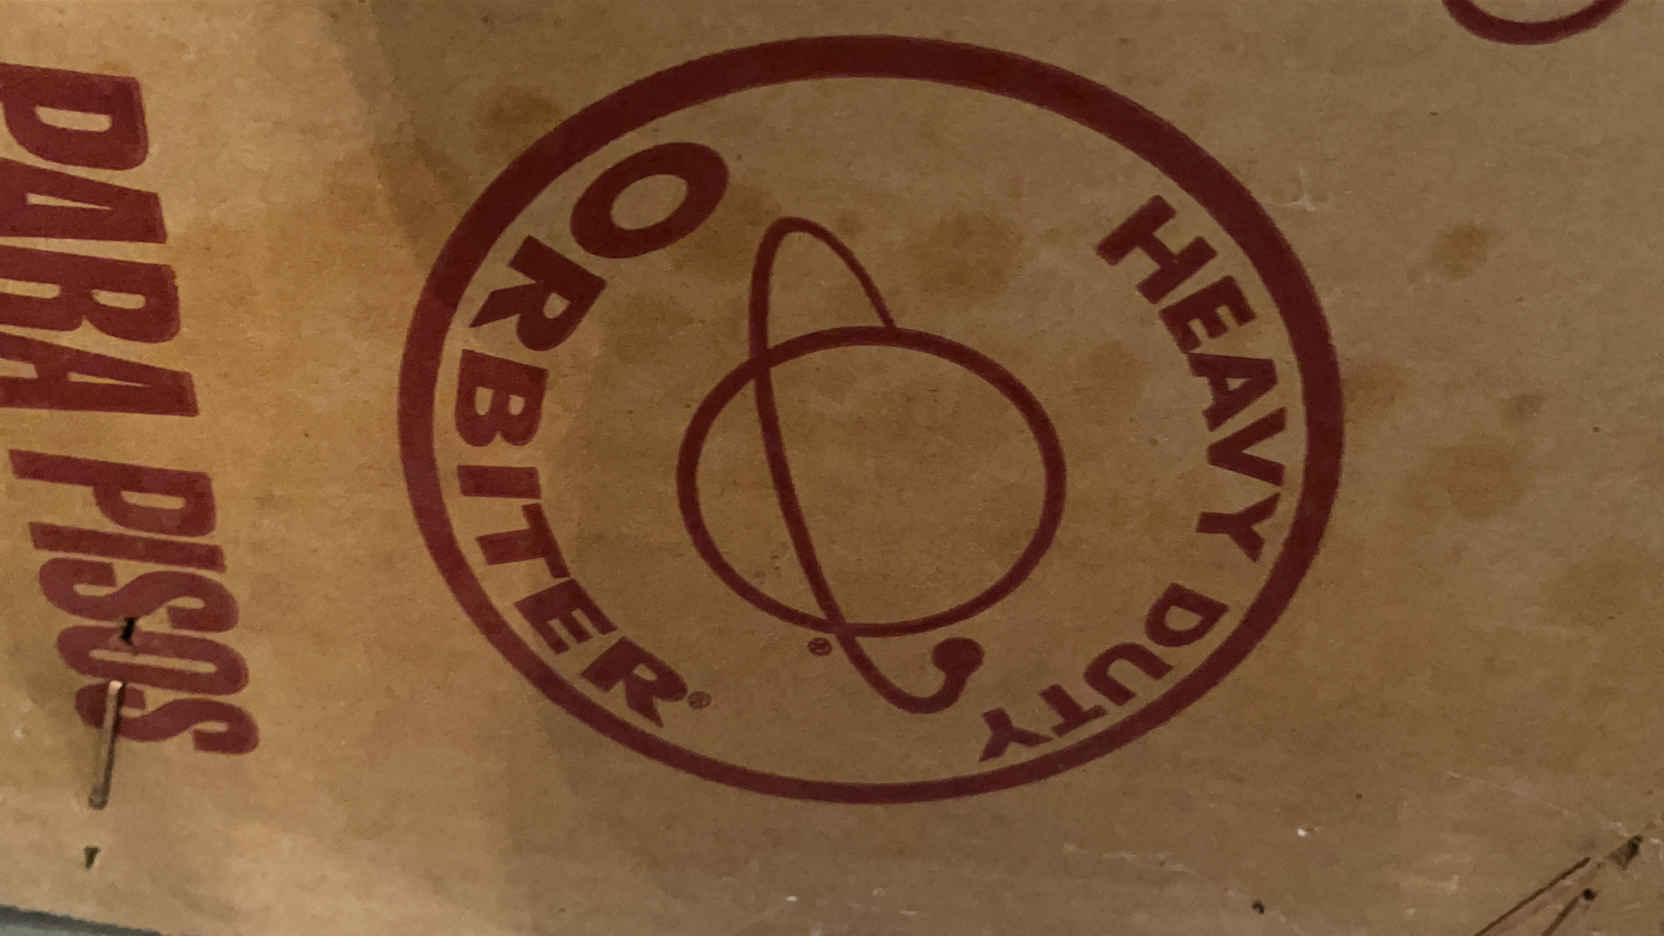 PARA PISOS
ORBITER®
®
HEAVY DUTY